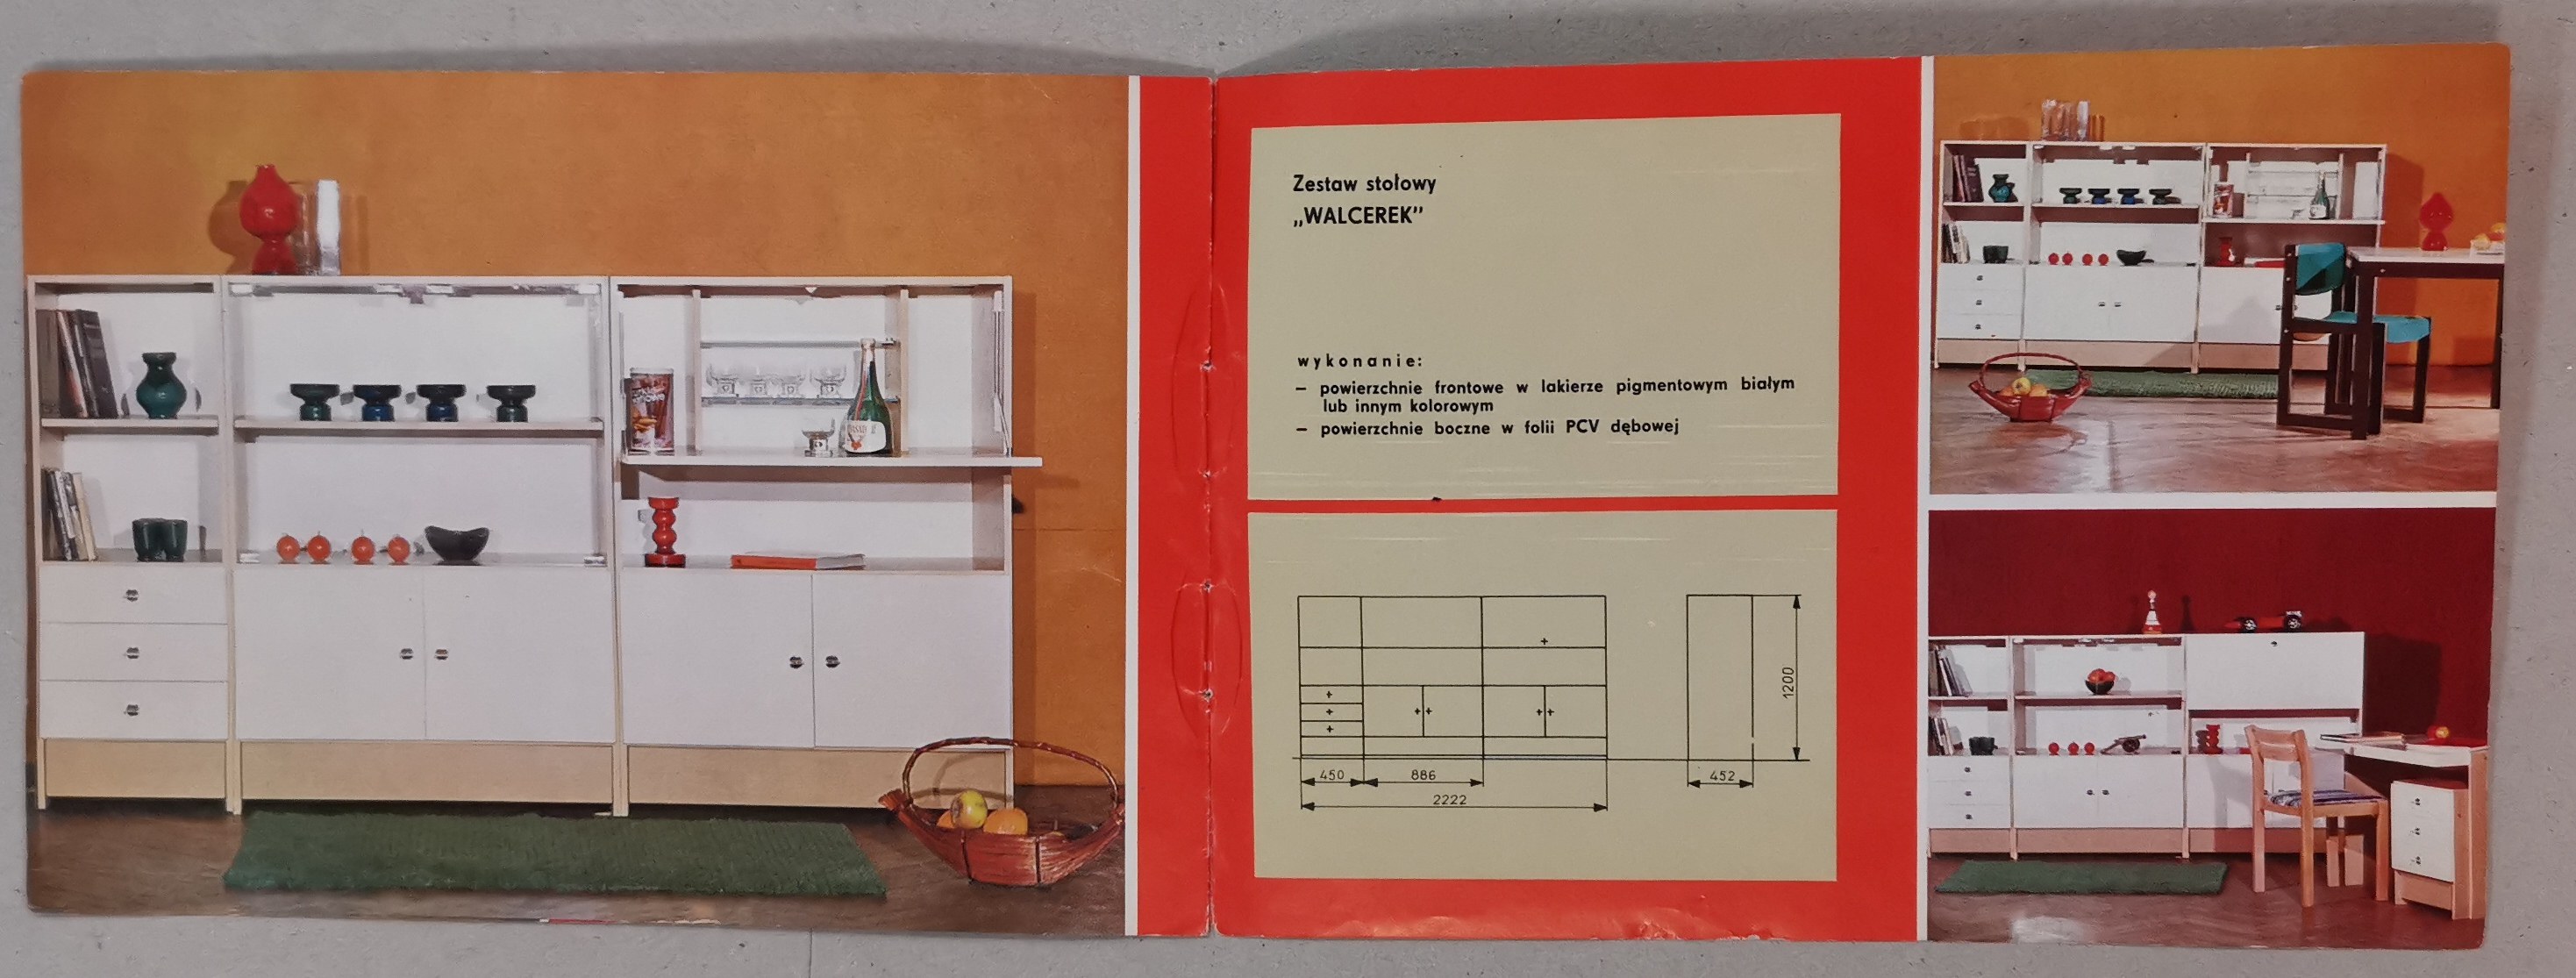 Zestaw stołowy
„WALCEREK”
wykonanie:
— powierzchnie frontowe w lakierze pigmentowym białym
lub innym kolorowym
— powierzchnie boczne w folii PCV dębowej
1200
450
886
452
2222